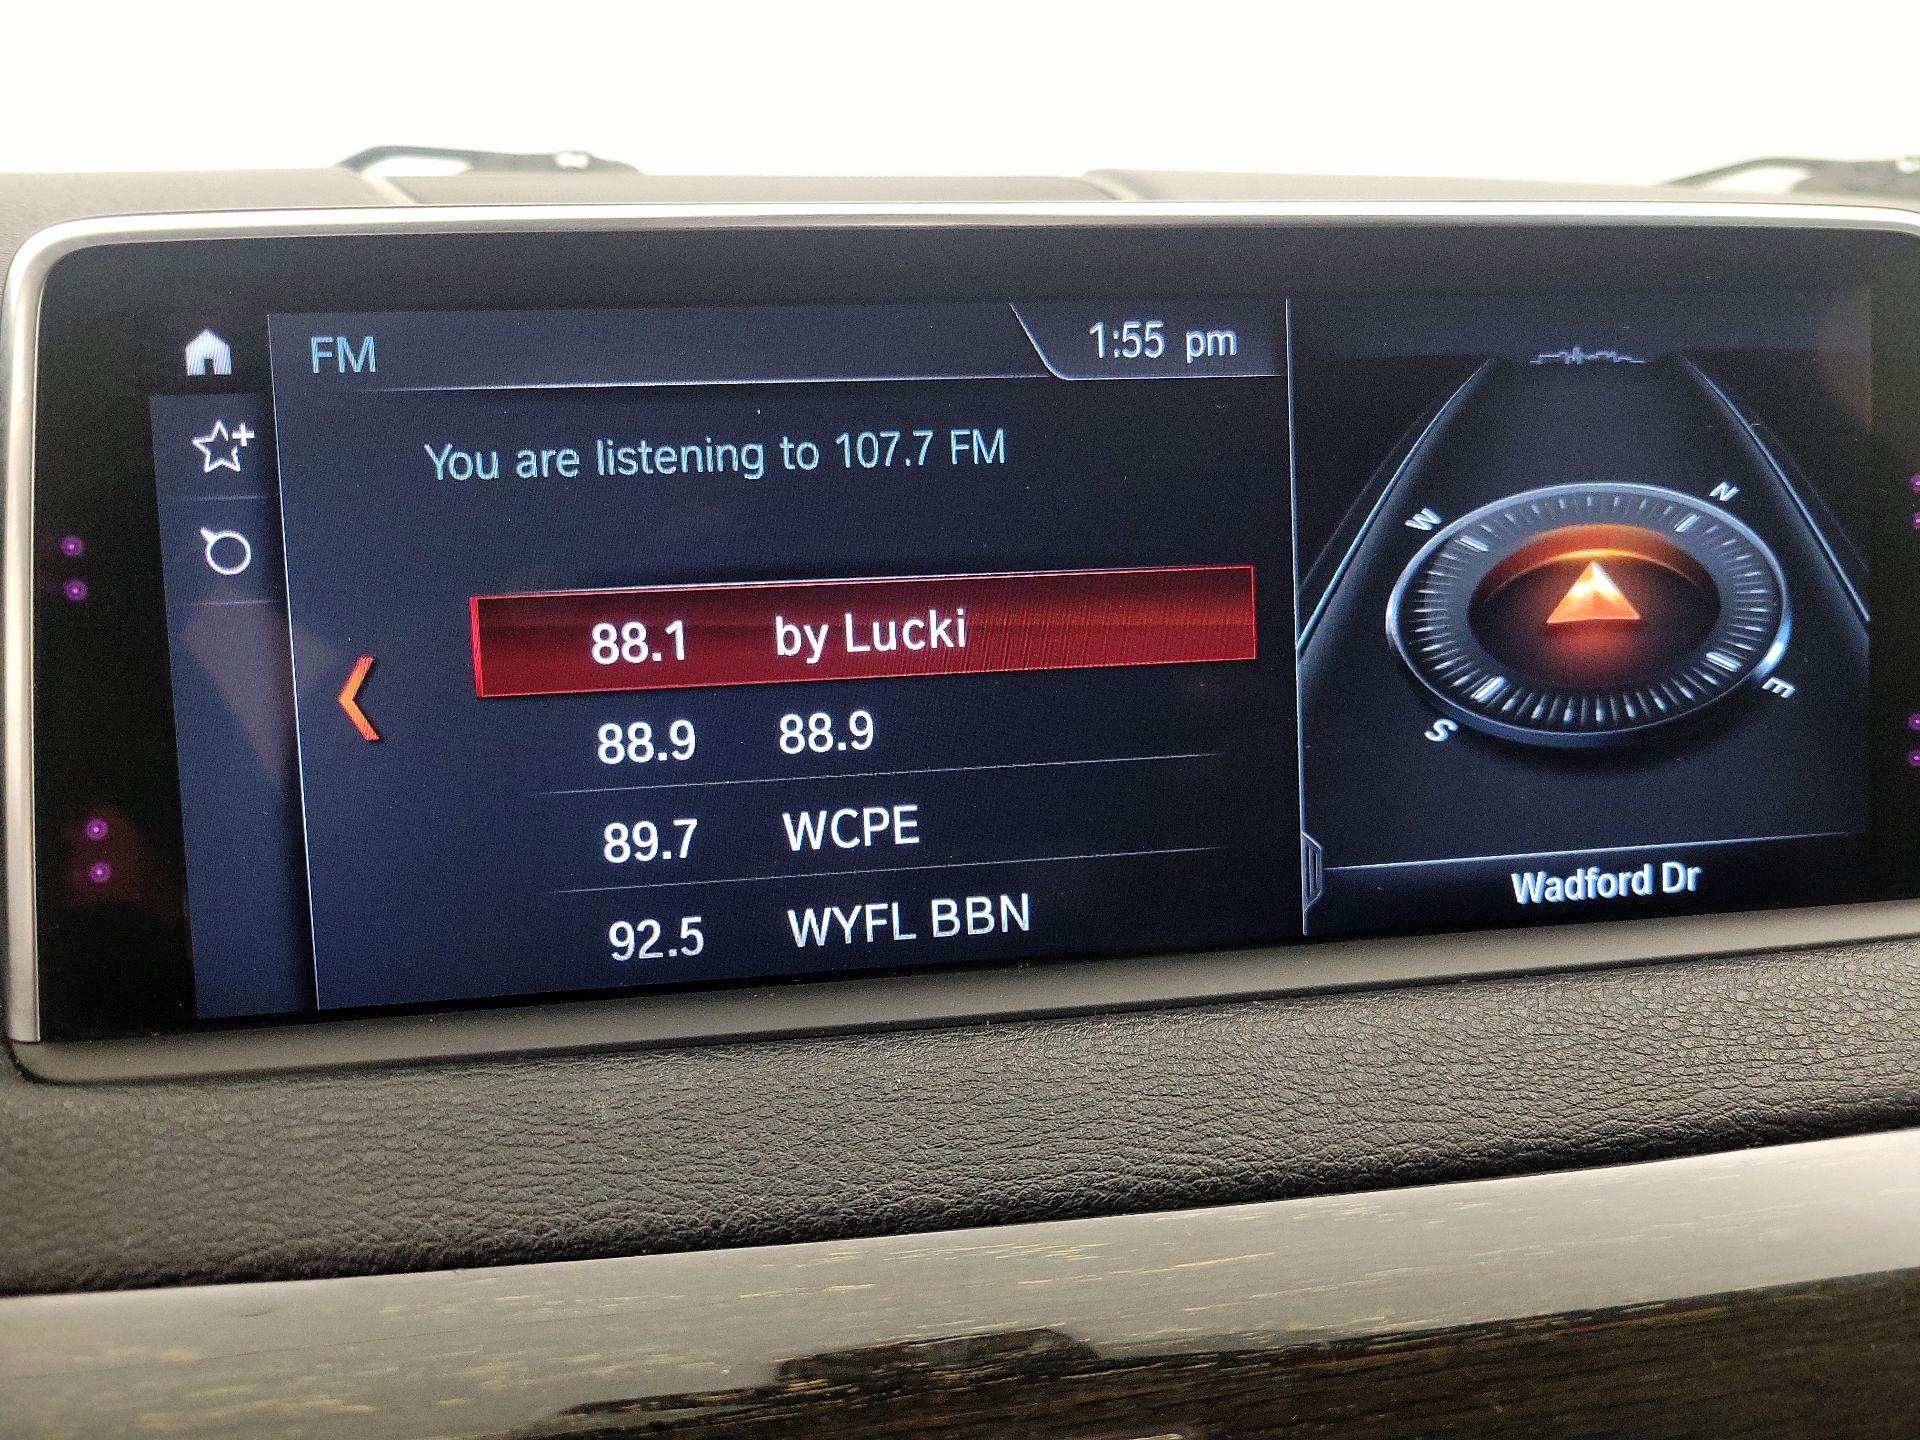 FM
1:55 pm
You are listening to 107.7 FM
88.1 by Lucki
88.9 88.9
89.7 WCPE
92.5 WYFL BBN
N
W
E
S
Wadford Dr